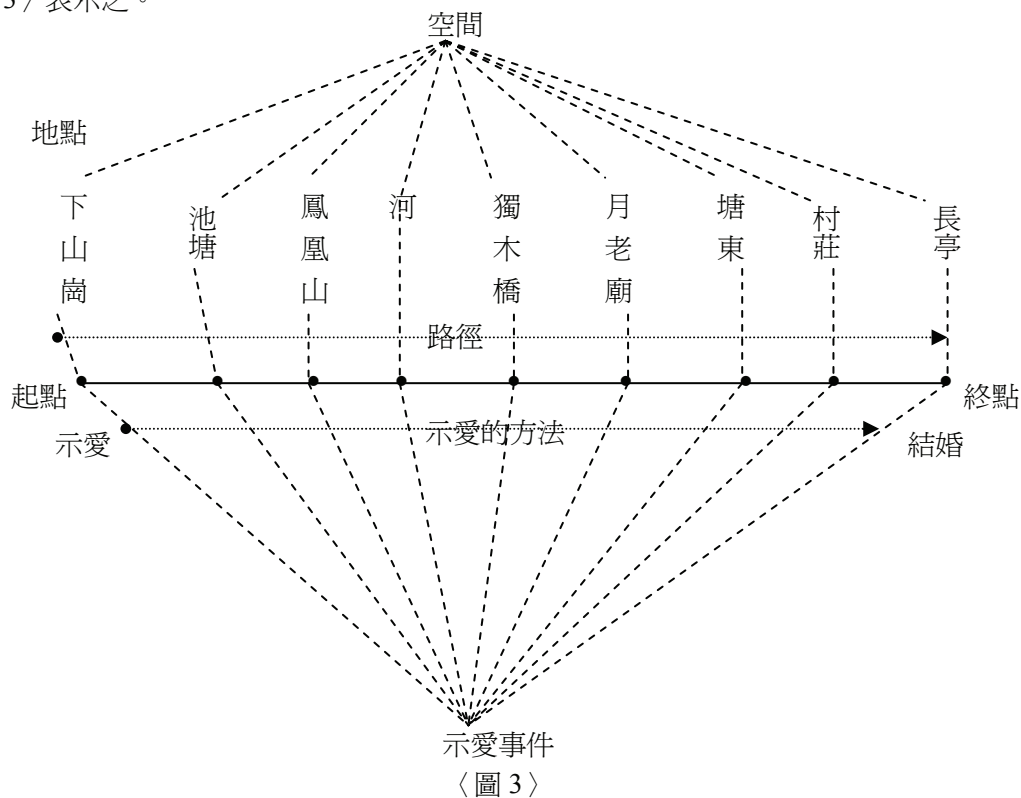 3〉表示之。
空間
地點
下山崗
池塘
鳳凰山
河
獨木橋
月老廟
塘東
村莊
長亭
路徑
起點
終點
示愛
示愛的方法
結婚
示愛事件
〈圖 3〉